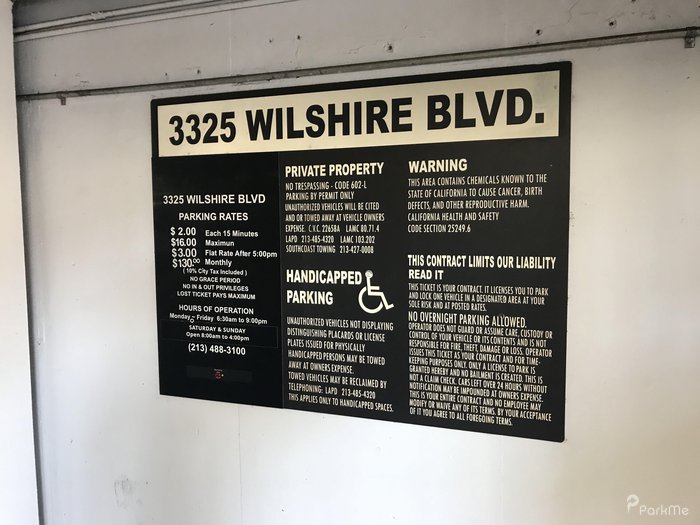 3325 WILSHIRE BLVD.
3325 WILSHIRE BLVD
PARKING RATES
$ 2.00 Each 15 Minutes
$16.00 Maximun
$3.00 Flat Rate After 5:00pm
$130.00 Monthly
( 10% City Tax Included )
NO GRACE PERIOD
NO IN & OUT PRIVILEGES
LOST TICKET PAYS MAXIMUM
HOURS OF OPERATION
Monday - Friday 6:30am to 9:00pm
SATURDAY & SUNDAY
Open 8:00am to 4:00pm
(213) 488-3100
PRIVATE PROPERTY
NO TRESPASSING - CODE 602-L
PARKING BY PERMIT ONLY
UNAUTHORIZED VEHICLES WILL BE CITED
AND OR TOWED AWAY AT VEHICLE OWNERS
EXPENSE. C.V.C. 22658A LAMC 80.71.4
LAPD 213-485-4320 LAMC 103.202
SOUTHCOAST TOWING 213-427-0008
HANDICAPPED
PARKING
UNAUTHORIZED VEHICLES NOT DISPLAYING
DISTINGUISHING PLACARDS OR LICENSE
PLATES ISSUED FOR PHYSICALLY
HANDICAPPED PERSONS MAY BE TOWED
AWAY AT OWNERS EXPENSE.
TOWED VEHICLES MAY BE RECLAIMED BY
TELEPHONING: LAPD 213-485-4320
THIS APPLIES ONLY TO HANDICAPPED SPACES.
WARNING
THIS AREA CONTAINS CHEMICALS KNOWN TO THE
STATE OF CALIFORNIA TO CAUSE CANCER, BIRTH
DEFECTS, AND OTHER REPRODUCTIVE HARM.
CALIFORNIA HEALTH AND SAFETY
CODE SECTION 25249.6
THIS CONTRACT LIMITS OUR LIABILITY
READ IT
THIS TICKET IS YOUR CONTRACT. IT LICENSES YOU TO PARK
AND LOCK ONE VEHICLE IN A DESIGNATED AREA AT YOUR
SOLE RISK AND AT POSTED RATES.
NO OVERNIGHT PARKING ALLOWED.
OPERATOR DOES NOT GUARD OR ASSUME CARE, CUSTODY OR
CONTROL OF YOUR VEHICLE OR ITS CONTENTS AND IS NOT
RESPONSIBLE FOR FIRE, THEFT, DAMAGE OR LOSS. OPERATOR
ISSUES THIS TICKET AS YOUR CONTRACT AND FOR TIME-
KEEPING PURPOSES ONLY. ONLY A LICENSE TO PARK IS
GRANTED HEREBY AND NO BAILMENT IS CREATED. THIS IS
NOT A CLAIM CHECK. CARS LEFT OVER 24 HOURS WITHOUT
NOTIFICATION MAY BE IMPOUNDED AT OWNERS EXPENSE.
THIS IS YOUR ENTIRE CONTRACT AND NO EMPLOYEE MAY
MODIFY OR WAIVE ANY OF ITS TERMS. BY YOUR ACCEPTANCE
OF IT YOU AGREE TO ALL FOREGOING TERMS.
ParkMe